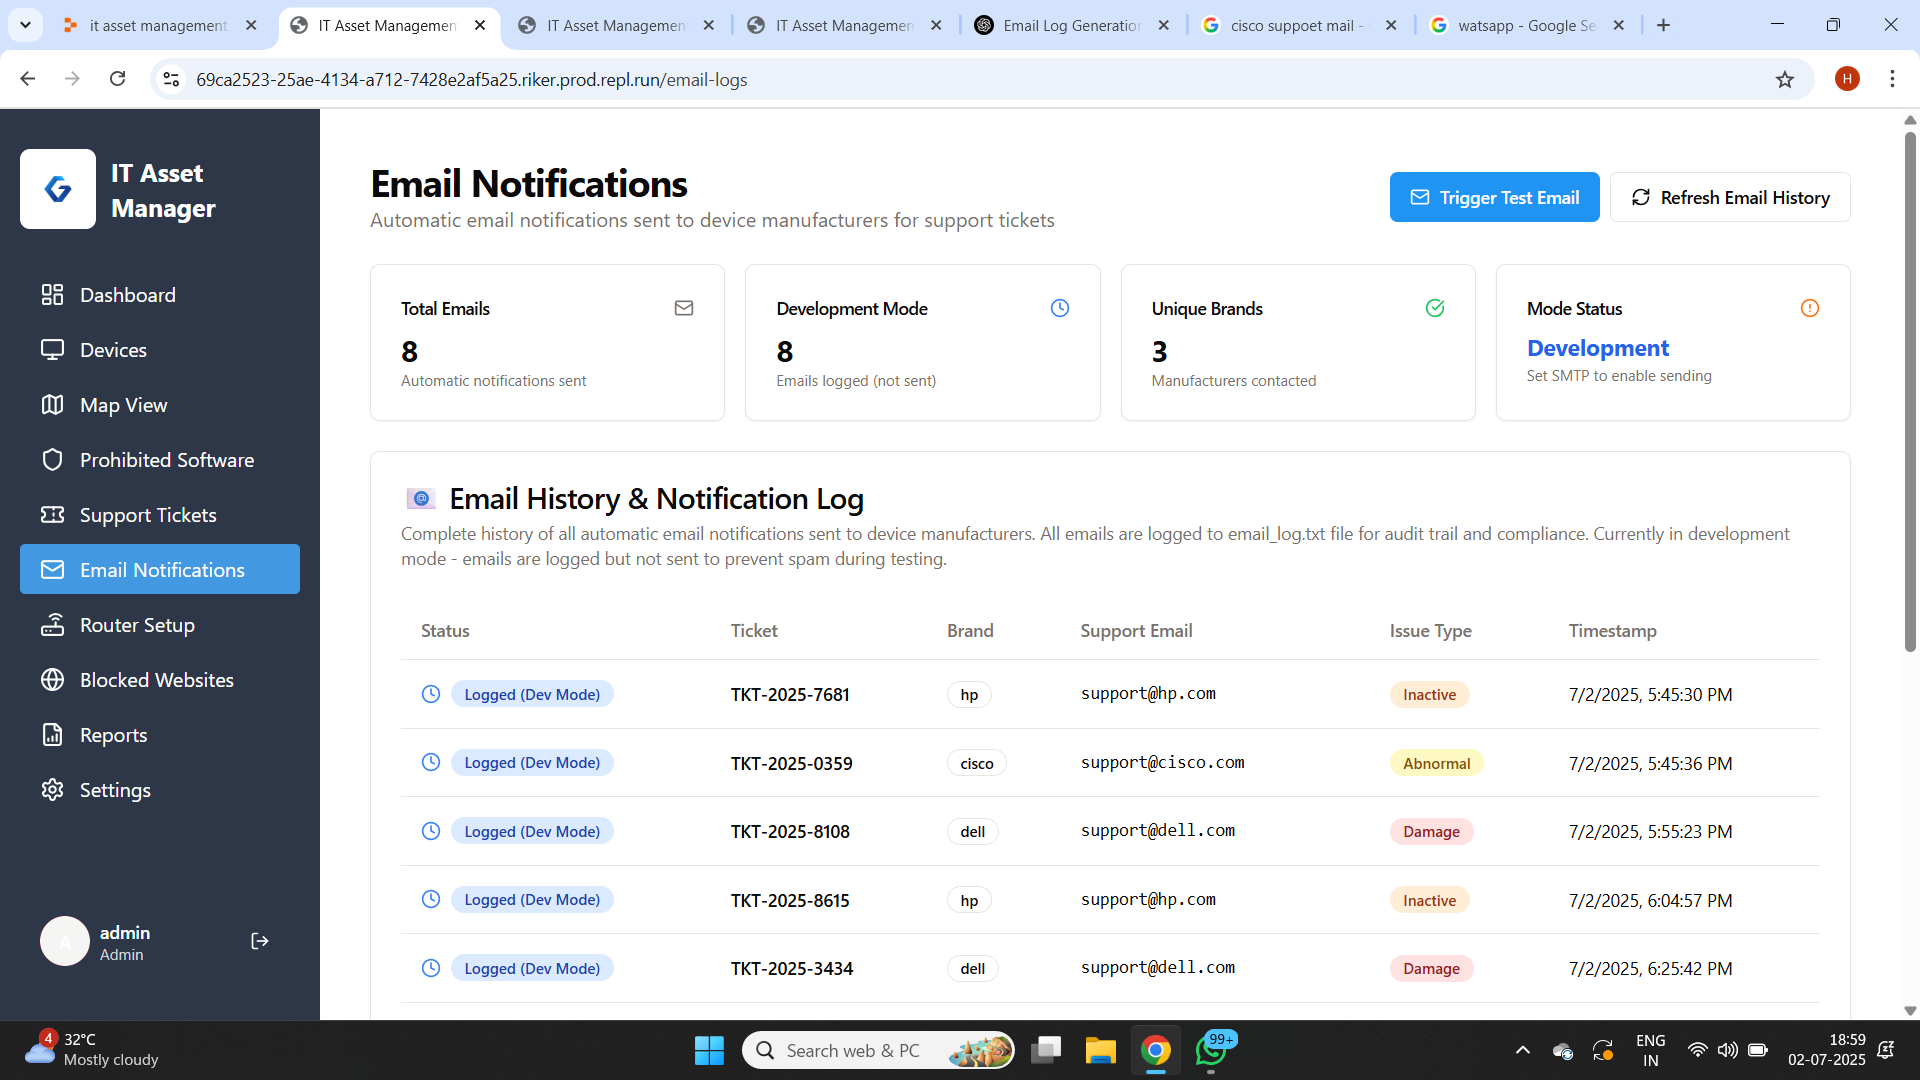 it asset management
IT Asset Management
IT Asset Management
IT Asset Management
Email Log Generation
cisco suppoet mail -
watsapp - Google Se
69ca2523-25ae-4134-a712-7428e2af5a25.riker.prod.repl.run/email-logs
H
IT Asset
Manager
Dashboard
Devices
Map View
Prohibited Software
Support Tickets
Email Notifications
Router Setup
Blocked Websites
Reports
Settings
A
admin
Admin
Email Notifications
Automatic email notifications sent to device manufacturers for support tickets
Trigger Test Email
Refresh Email History
Total Emails
8
Automatic notifications sent
Development Mode
8
Emails logged (not sent)
Unique Brands
3
Manufacturers contacted
Mode Status
Development
Set SMTP to enable sending
Email History & Notification Log
Complete history of all automatic email notifications sent to device manufacturers. All emails are logged to email_log.txt file for audit trail and compliance. Currently in development
mode - emails are logged but not sent to prevent spam during testing.
Status Ticket Brand Support Email Issue Type Timestamp
Logged (Dev Mode) TKT-2025-7681 hp support@hp.com Inactive 7/2/2025, 5:45:30 PM
Logged (Dev Mode) TKT-2025-0359 cisco support@cisco.com Abnormal 7/2/2025, 5:45:36 PM
Logged (Dev Mode) TKT-2025-8108 dell support@dell.com Damage 7/2/2025, 5:55:23 PM
Logged (Dev Mode) TKT-2025-8615 hp support@hp.com Inactive 7/2/2025, 6:04:57 PM
Logged (Dev Mode) TKT-2025-3434 dell support@dell.com Damage 7/2/2025, 6:25:42 PM
4
32°C
Mostly cloudy
Search web & PC
99+
ENG
IN
18:59
02-07-2025